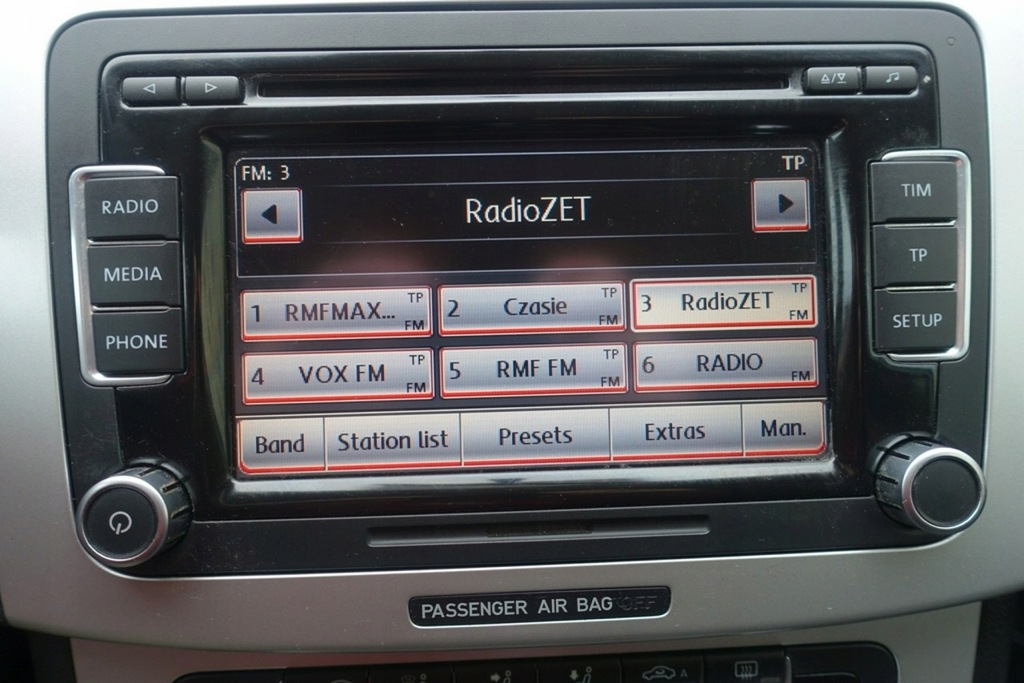 FM: 3 TP
RadioZET
RADIO
MEDIA
PHONE
TIM
TP
SETUP
1 RMFMAX... TP FM
2 Czasie TP FM
3 RadioZET TP FM
4 VOX FM TP FM
5 RMF FM TP FM
6 RADIO FM
Band Station list Presets Extras Man.
PASSENGER AIR BAG OFF
A